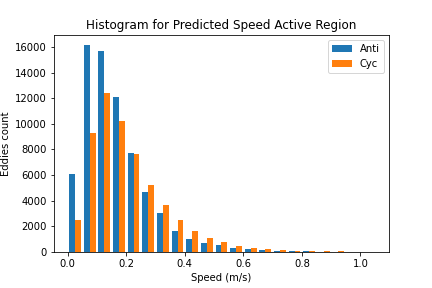 Histogram for Predicted Speed Active Region
Anti
Cyc
16000
14000
12000
10000
8000
6000
4000
2000
0
Eddies count
0.0 0.2 0.4 0.6 0.8 1.0
Speed (m/s)